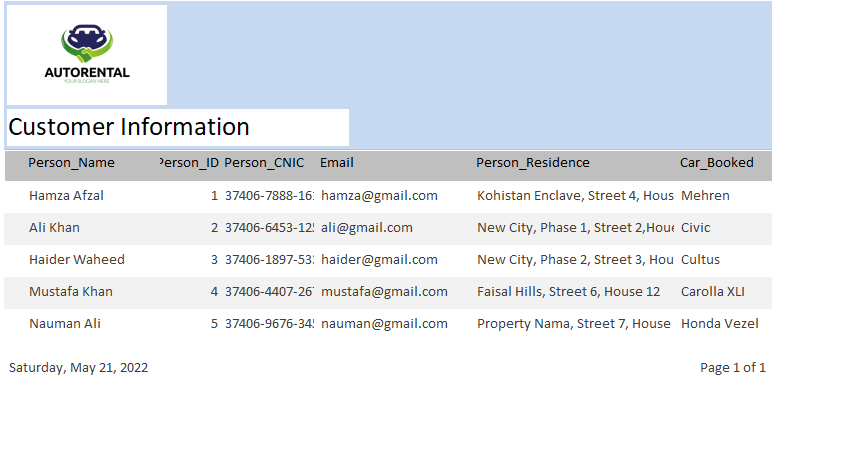 AUTORENTAL
YOUR SLOGAN HERE
Customer Information
Person_Name Person_ID Person_CNIC Email Person_Residence Car_Booked
Hamza Afzal 1 37406-7888-16 hamza@gmail.com Kohistan Enclave, Street 4, Hous Mehren
Ali Khan 2 37406-6453-12 ali@gmail.com New City, Phase 1, Street 2,Hou Civic
Haider Waheed 3 37406-1897-53 haider@gmail.com New City, Phase 2, Street 3, Hou Cultus
Mustafa Khan 4 37406-4407-26 mustafa@gmail.com Faisal Hills, Street 6, House 12 Carolla XLI
Nauman Ali 5 37406-9676-34 nauman@gmail.com Property Nama, Street 7, House Honda Vezel
Saturday, May 21, 2022 Page 1 of 1